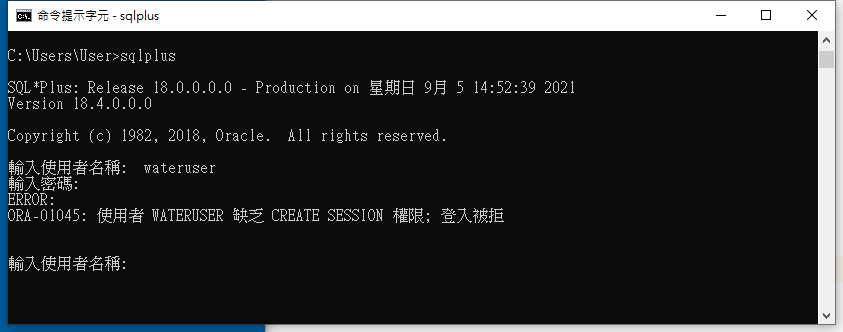 命令提示字元 - sqlplus
C:\Users\User>sqlplus
SQL*Plus: Release 18.0.0.0.0 - Production on 星期日 9月 5 14:52:39 2021
Version 18.4.0.0.0
Copyright (c) 1982, 2018, Oracle.  All rights reserved.
輸入使用者名稱:  wateruser
輸入密碼:
ERROR:
ORA-01045: 使用者 WATERUSER 缺乏 CREATE SESSION 權限; 登入被拒
輸入使用者名稱: